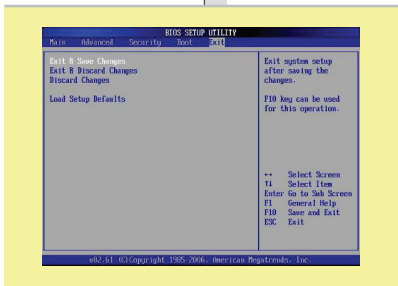 BIOS SETUP UTILITY
Main Advanced Security Boot Exit
Exit & Save Changes
Exit & Discard Changes
Discard Changes
Load Setup Defaults
Exit system setup
after saving the
changes.
F10 key can be used
for this operation.
↔ Select Screen
↑↓ Select Item
Enter Go to Sub Screen
F1 General Help
F10 Save and Exit
ESC Exit
v02.61 (C)Copyright 1985-2006, American Megatrends, Inc.